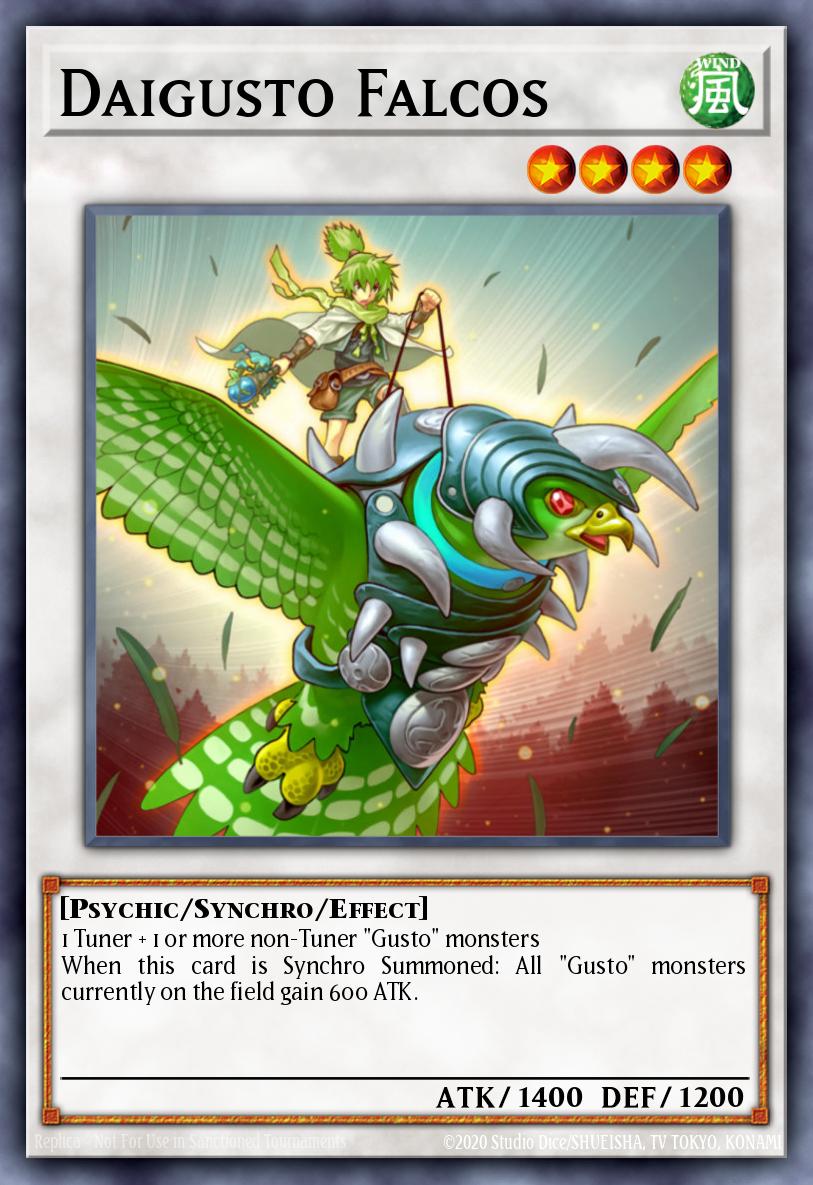 Daigusto Falcos
WIND
風
[Psychic/Synchro/Effect]
1 Tuner + 1 or more non-Tuner "Gusto" monsters
When this card is Synchro Summoned: All "Gusto" monsters
currently on the field gain 600 ATK.
ATK/1400 DEF/1200
Replica - Not For Use in Sanctioned Tournaments
©2020 Studio Dice/SHUEISHA, TV TOKYO, KONAMI